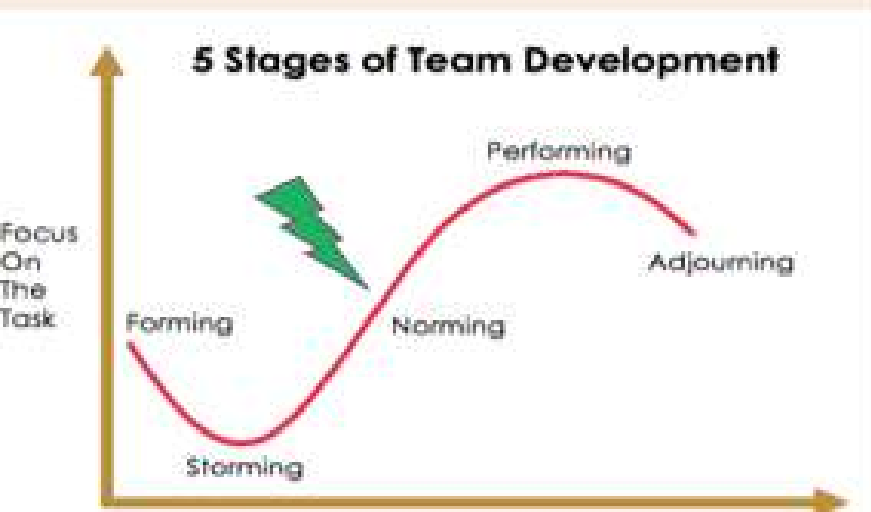 5 Stages of Team Development
Performing
Focus
On
The
Task
Adjourning
Forming
Norming
Storming